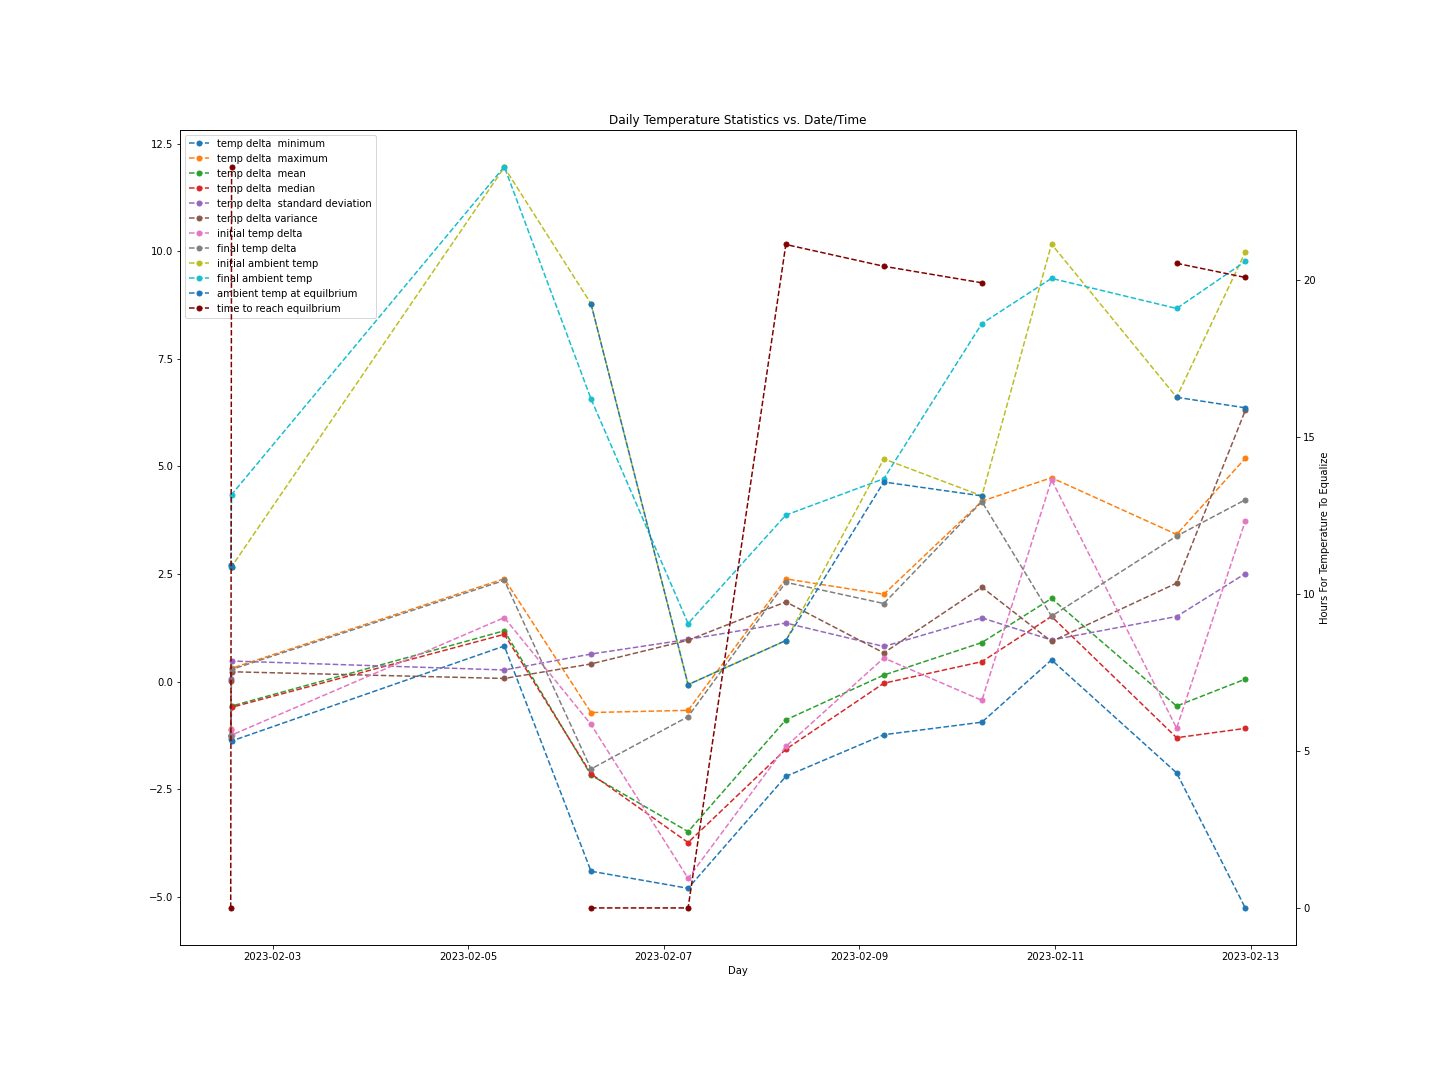 Daily Temperature Statistics vs. Date/Time
12.5
10.0
7.5
5.0
2.5
0.0
−2.5
−5.0
temp delta  minimum
temp delta  maximum
temp delta  mean
temp delta  median
temp delta  standard deviation
temp delta variance
initial temp delta
final temp delta
initial ambient temp
final ambient temp
ambient temp at equilbrium
time to reach equilbrium
20
15
10
5
0
Hours For Temperature To Equalize
2023-02-03
2023-02-05
2023-02-07
2023-02-09
2023-02-11
2023-02-13
Day